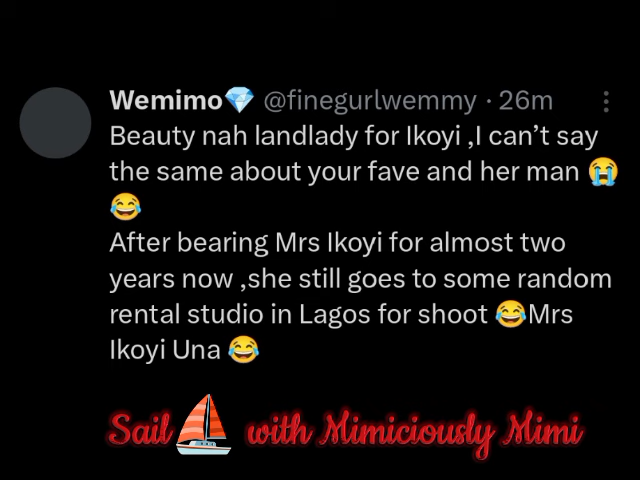 Wemimo💎 @finegurlwemmy · 26m
Beauty nah landlady for Ikoyi ,I can’t say
the same about your fave and her man 😭
😂
After bearing Mrs Ikoyi for almost two
years now ,she still goes to some random
rental studio in Lagos for shoot 😂Mrs
Ikoyi Una 😂
Sail⛵ with Mimiciously Mimi